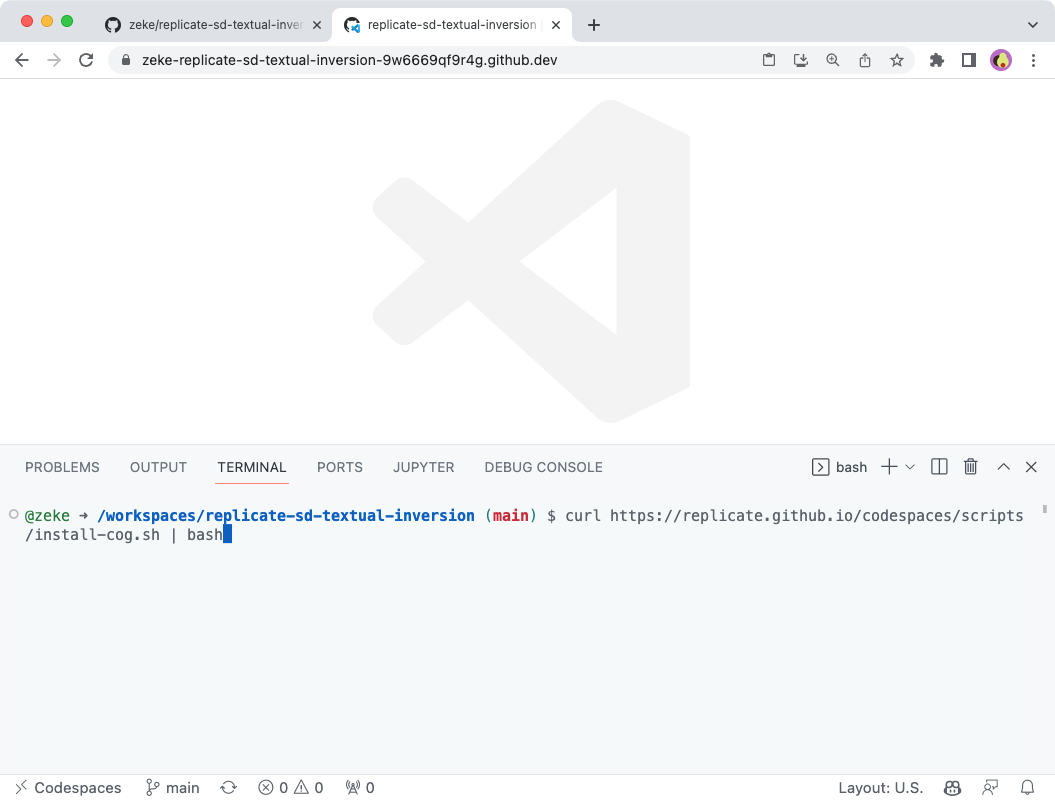 zeke/replicate-sd-textual-inver
replicate-sd-textual-inversion
zeke-replicate-sd-textual-inversion-9w6669qf9r4g.github.dev
PROBLEMS OUTPUT TERMINAL PORTS JUPYTER DEBUG CONSOLE bash
@zeke ➜ /workspaces/replicate-sd-textual-inversion (main) $ curl https://replicate.github.io/codespaces/scripts
/install-cog.sh | bash
Codespaces main 0 0 0 Layout: U.S.